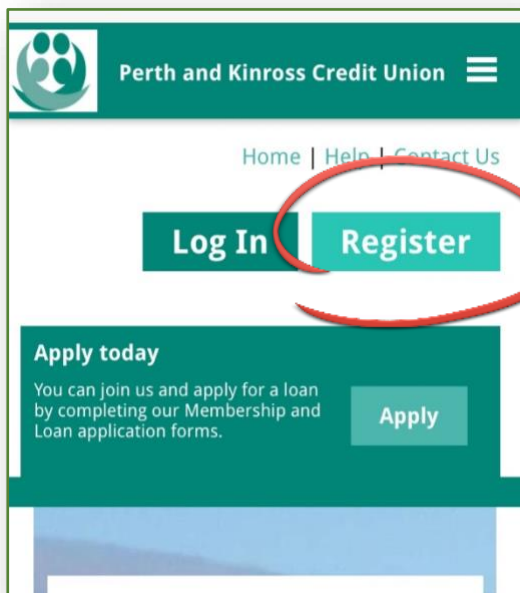 Perth and Kinross Credit Union
Home | Help | Contact Us
Log In
Register
Apply today
You can join us and apply for a loan
by completing our Membership and
Loan application forms.
Apply